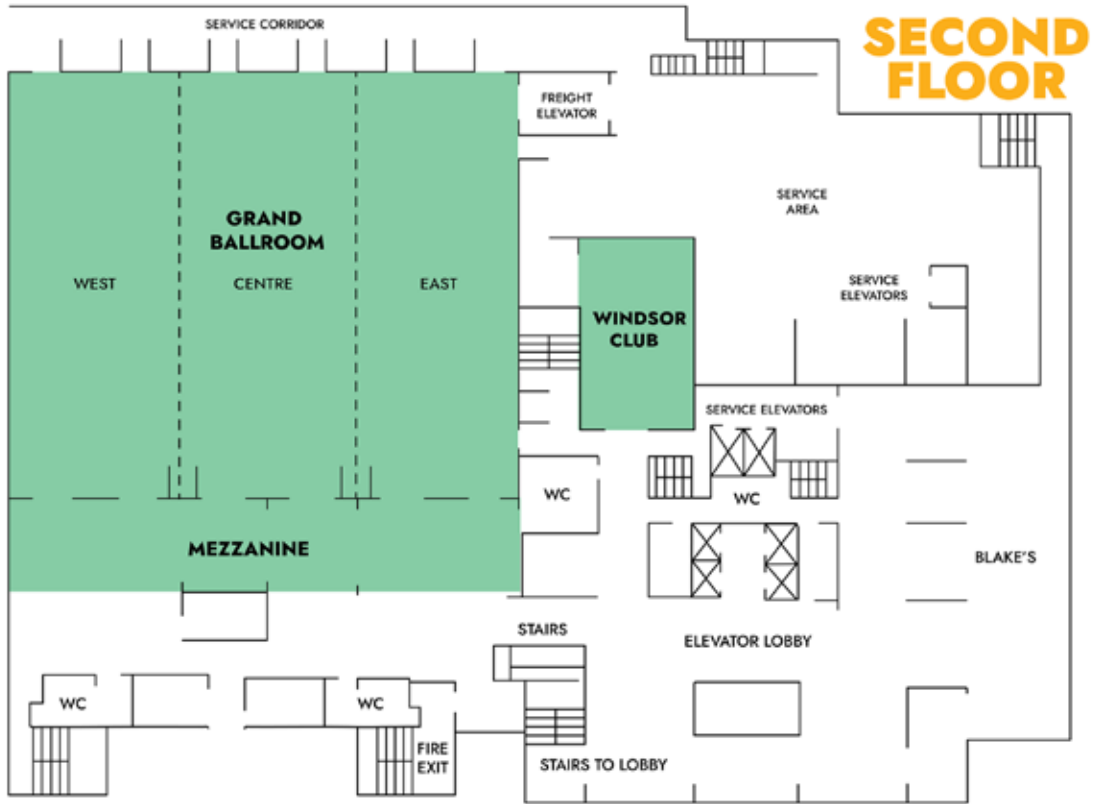 SECOND
FLOOR
SERVICE CORRIDOR
FREIGHT
ELEVATOR
SERVICE
AREA
GRAND
BALLROOM
WEST
CENTRE
EAST
SERVICE
ELEVATORS
WINDSOR
CLUB
SERVICE ELEVATORS
WC
WC
MEZZANINE
BLAKE'S
STAIRS
ELEVATOR LOBBY
WC
WC
FIRE
EXIT
STAIRS TO LOBBY